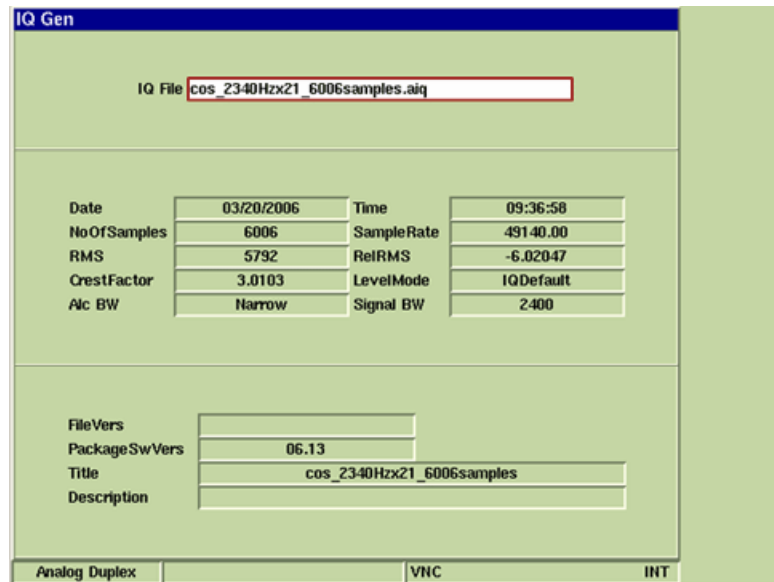 IQ Gen
IQ File cos_2340Hzx21_6006samples.aiq
Date 03/20/2006 Time 09:36:58
NoOfSamples 6006 SampleRate 49140.00
RMS 5792 RelRMS -6.02047
CrestFactor 3.0103 LevelMode IQDefault
Alc BW Narrow Signal BW 2400
FileVers
PackageSwVers 06.13
Title cos_2340Hzx21_6006samples
Description
Analog Duplex VNC INT